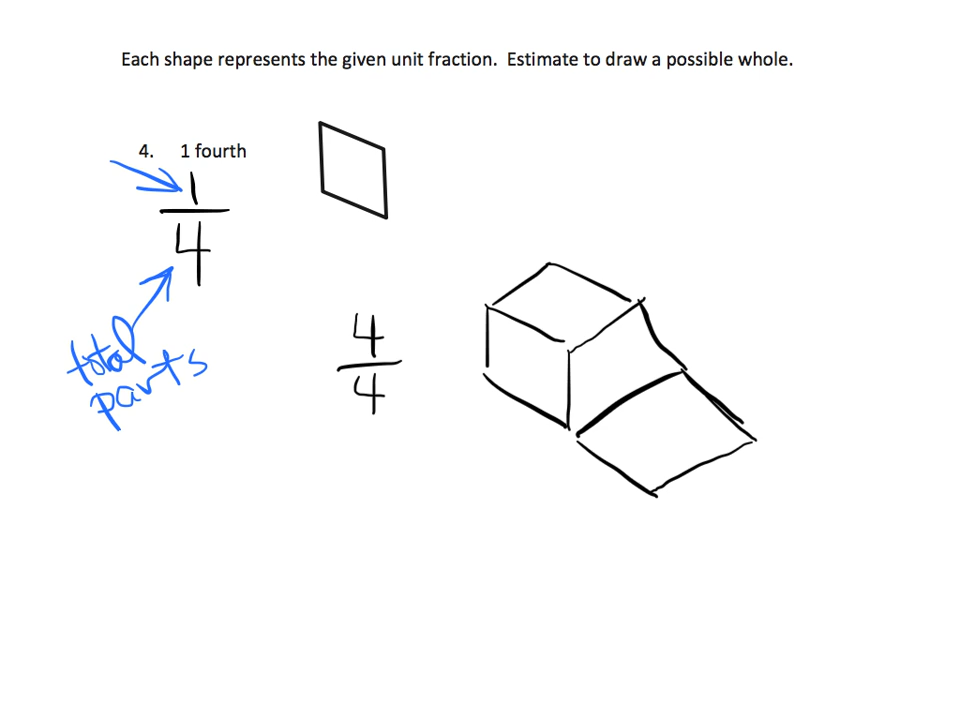 Each shape represents the given unit fraction. Estimate to draw a possible whole.
4. 1 fourth
1
4
total
parts
4
4